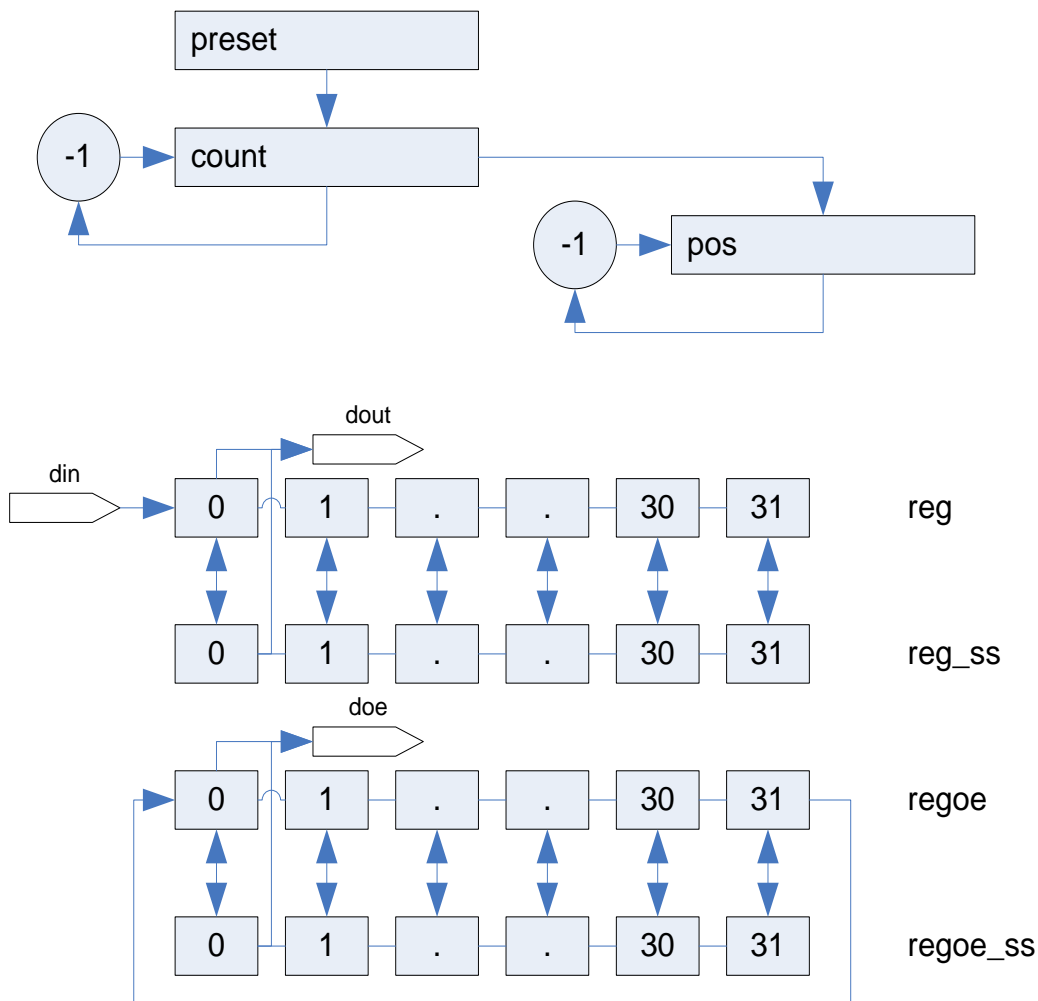 preset
-1 count
-1 pos
dout
din
0 1 . . 30 31 reg
0 1 . . 30 31 reg_ss
doe
0 1 . . 30 31 regoe
0 1 . . 30 31 regoe_ss